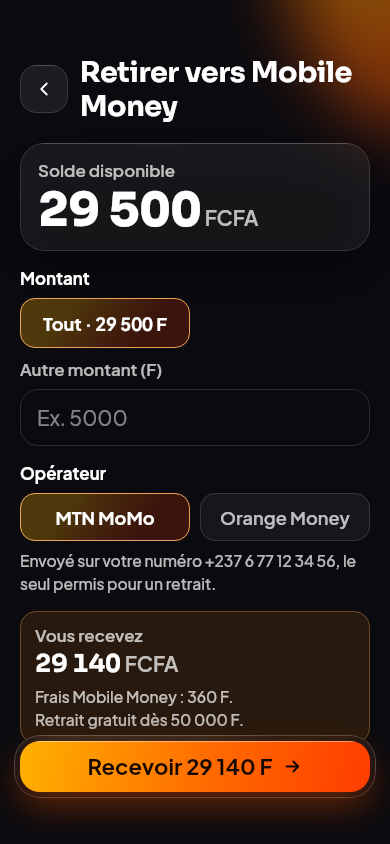 Retirer vers Mobile
Money
Solde disponible
29 500 FCFA
Montant
Tout · 29 500 F
Autre montant (F)
Ex. 5000
Opérateur
MTN MoMo
Orange Money
Envoyé sur votre numéro +237 6 77 12 34 56, le
seul permis pour un retrait.
Vous recevez
29 140 FCFA
Frais Mobile Money : 360 F.
Retrait gratuit dès 50 000 F.
Recevoir 29 140 F →